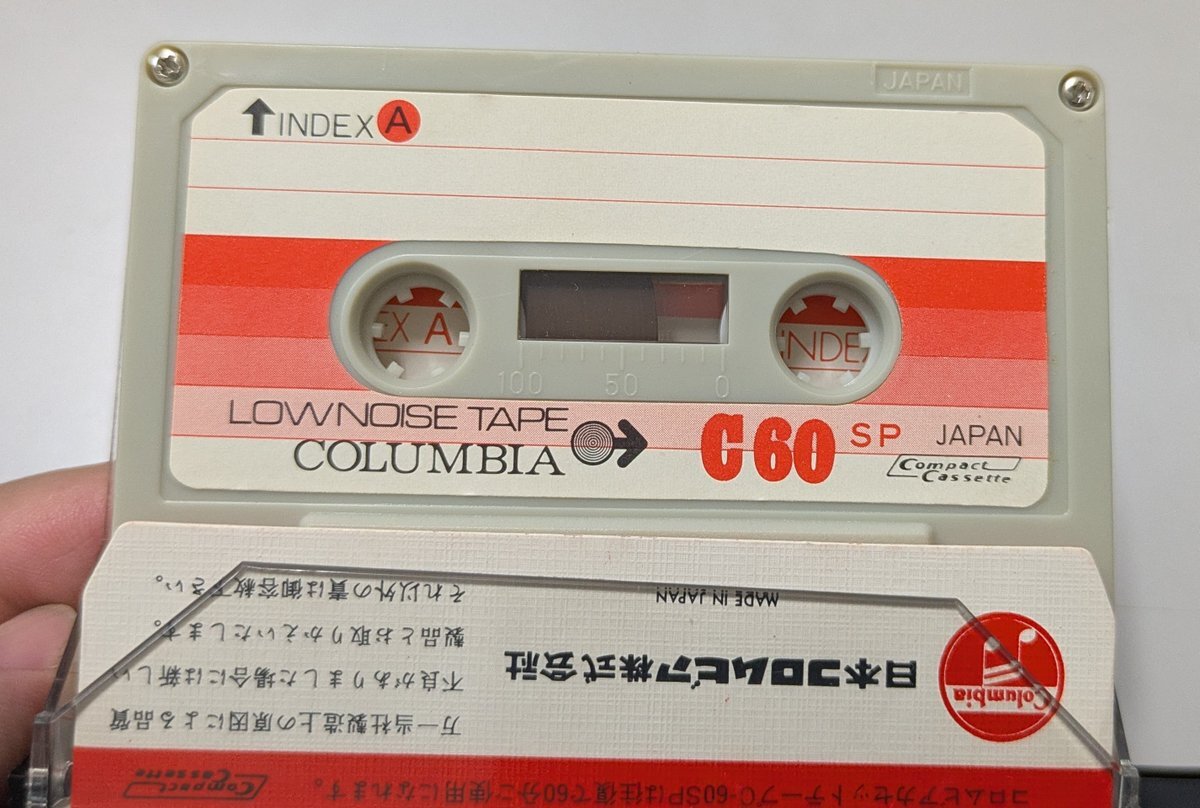 JAPAN
INDEX A
EX A
INDE
100 50 0
LOWNOISE TAPE
COLUMBIA
C60 SP JAPAN
Compact
Cassette
コロムビアカセットテープC-60SPは往復で60分ご使用になれます。
Compact
Cassette
万一当社製造上の原因による品質
不良がありました場合には新しい
製品とお取りかえいたします。
それ以外の責は御容赦下さい。
Columbia
日本コロムビア株式会社
MADE IN JAPAN